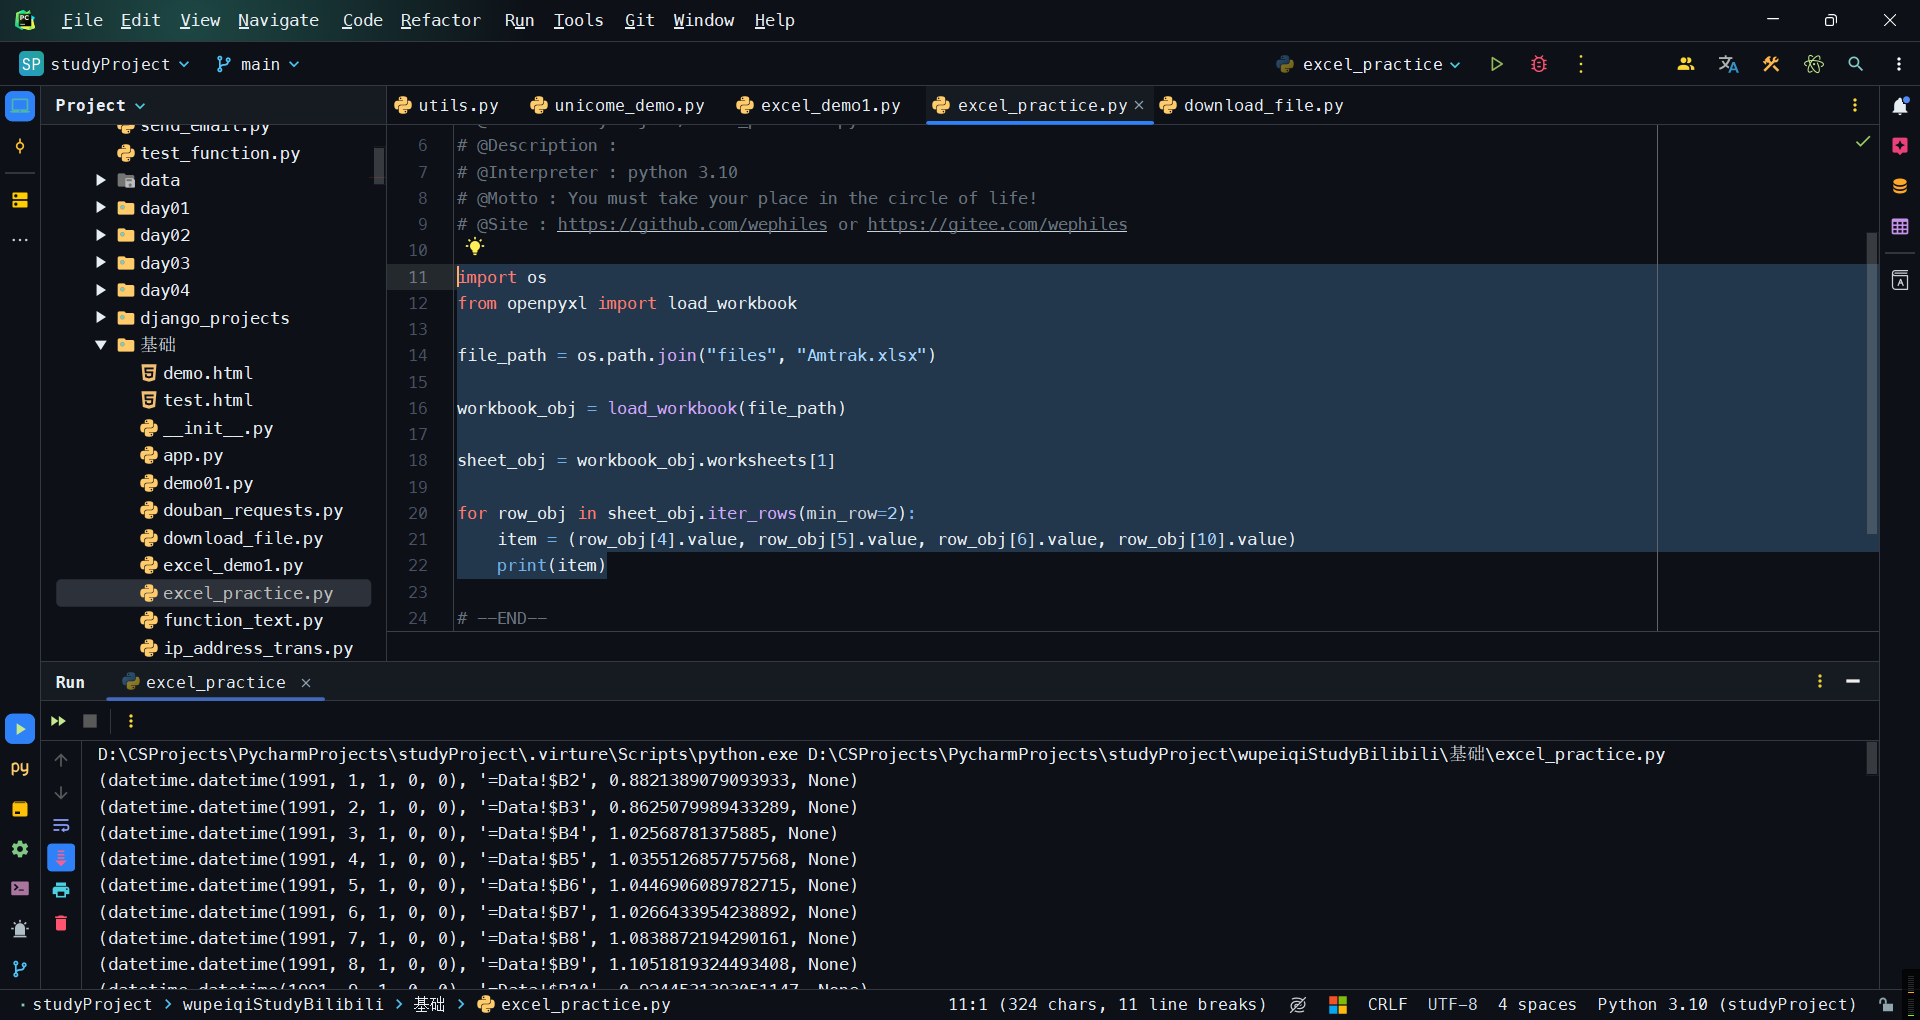 File Edit View Navigate Code Refactor Run Tools Git Window Help
SP studyProject main excel_practice
Project utils.py unicome_demo.py excel_demo1.py excel_practice.py download_file.py
send_email.py
test_function.py
data
day01
day02
day03
day04
django_projects
基础
demo.html
test.html
__init__.py
app.py
demo01.py
douban_requests.py
download_file.py
excel_demo1.py
excel_practice.py
function_text.py
ip_address_trans.py
6 # @Description :
7 # @Interpreter : python 3.10
8 # @Motto : You must take your place in the circle of life!
9 # @Site : https://github.com/wephiles or https://gitee.com/wephiles
10
11 import os
12 from openpyxl import load_workbook
13
14 file_path = os.path.join("files", "Amtrak.xlsx")
15
16 workbook_obj = load_workbook(file_path)
17
18 sheet_obj = workbook_obj.worksheets[1]
19
20 for row_obj in sheet_obj.iter_rows(min_row=2):
21 item = (row_obj[4].value, row_obj[5].value, row_obj[6].value, row_obj[10].value)
22 print(item)
23
24 # --END--
Run excel_practice
D:\CSProjects\PycharmProjects\studyProject\.virture\Scripts\python.exe D:\CSProjects\PycharmProjects\studyProject\wupeiqiStudyBilibili\基础\excel_practice.py
(datetime.datetime(1991, 1, 1, 0, 0), '=Data!$B2', 0.8821389079093933, None)
(datetime.datetime(1991, 2, 1, 0, 0), '=Data!$B3', 0.8625079989433289, None)
(datetime.datetime(1991, 3, 1, 0, 0), '=Data!$B4', 1.02568781375885, None)
(datetime.datetime(1991, 4, 1, 0, 0), '=Data!$B5', 1.0355126857757568, None)
(datetime.datetime(1991, 5, 1, 0, 0), '=Data!$B6', 1.0446906089782715, None)
(datetime.datetime(1991, 6, 1, 0, 0), '=Data!$B7', 1.0266433954238892, None)
(datetime.datetime(1991, 7, 1, 0, 0), '=Data!$B8', 1.0838872194290161, None)
(datetime.datetime(1991, 8, 1, 0, 0), '=Data!$B9', 1.1051819324493408, None)
studyProject > wupeiqiStudyBilibili > 基础 > excel_practice.py 11:1 (324 chars, 11 line breaks) CRLF UTF-8 4 spaces Python 3.10 (studyProject)